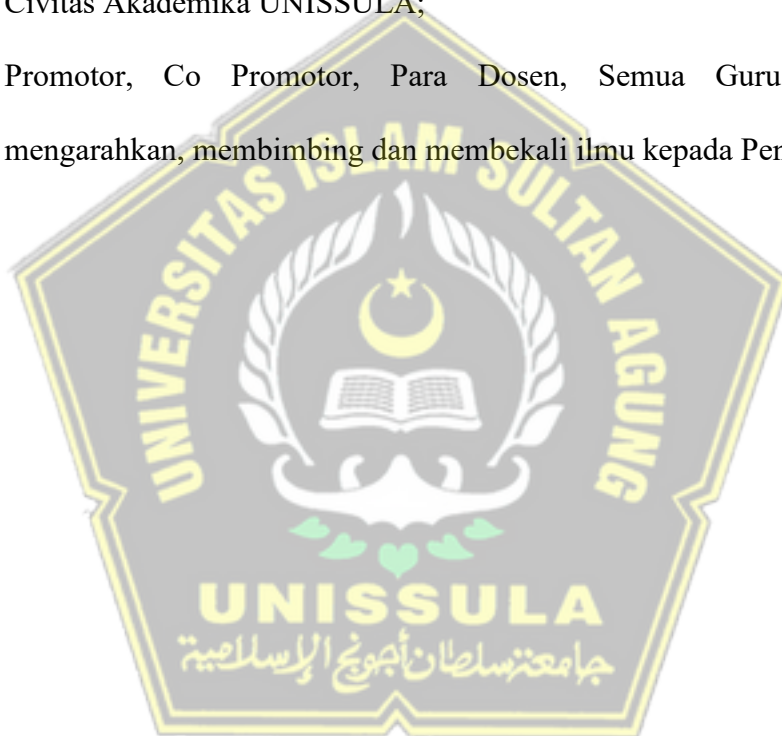 Civitas Akademika UNISSULA;
Promotor, Co Promotor, Para Dosen, Semua Guru
mengarahkan, membimbing dan membekali ilmu kepada Pen
UNIVERSITAS ISLAM SULTAN AGUNG
UNISSULA
جامعة سلطان أجونج الإسلامية